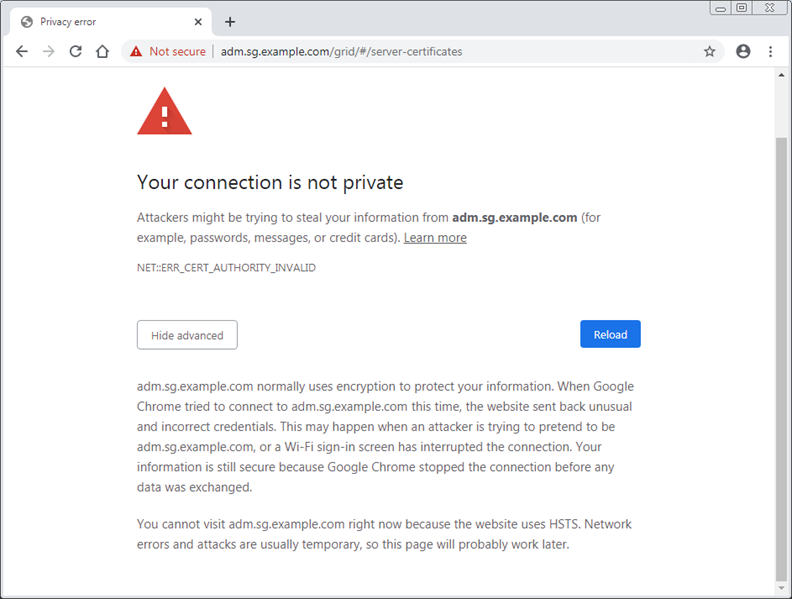 Privacy error
Not secure | adm.sg.example.com/grid/#/server-certificates
Your connection is not private
Attackers might be trying to steal your information from adm.sg.example.com (for
example, passwords, messages, or credit cards). Learn more
NET::ERR_CERT_AUTHORITY_INVALID
Hide advanced
Reload
adm.sg.example.com normally uses encryption to protect your information. When Google
Chrome tried to connect to adm.sg.example.com this time, the website sent back unusual
and incorrect credentials. This may happen when an attacker is trying to pretend to be
adm.sg.example.com, or a Wi-Fi sign-in screen has interrupted the connection. Your
information is still secure because Google Chrome stopped the connection before any
data was exchanged.
You cannot visit adm.sg.example.com right now because the website uses HSTS. Network
errors and attacks are usually temporary, so this page will probably work later.